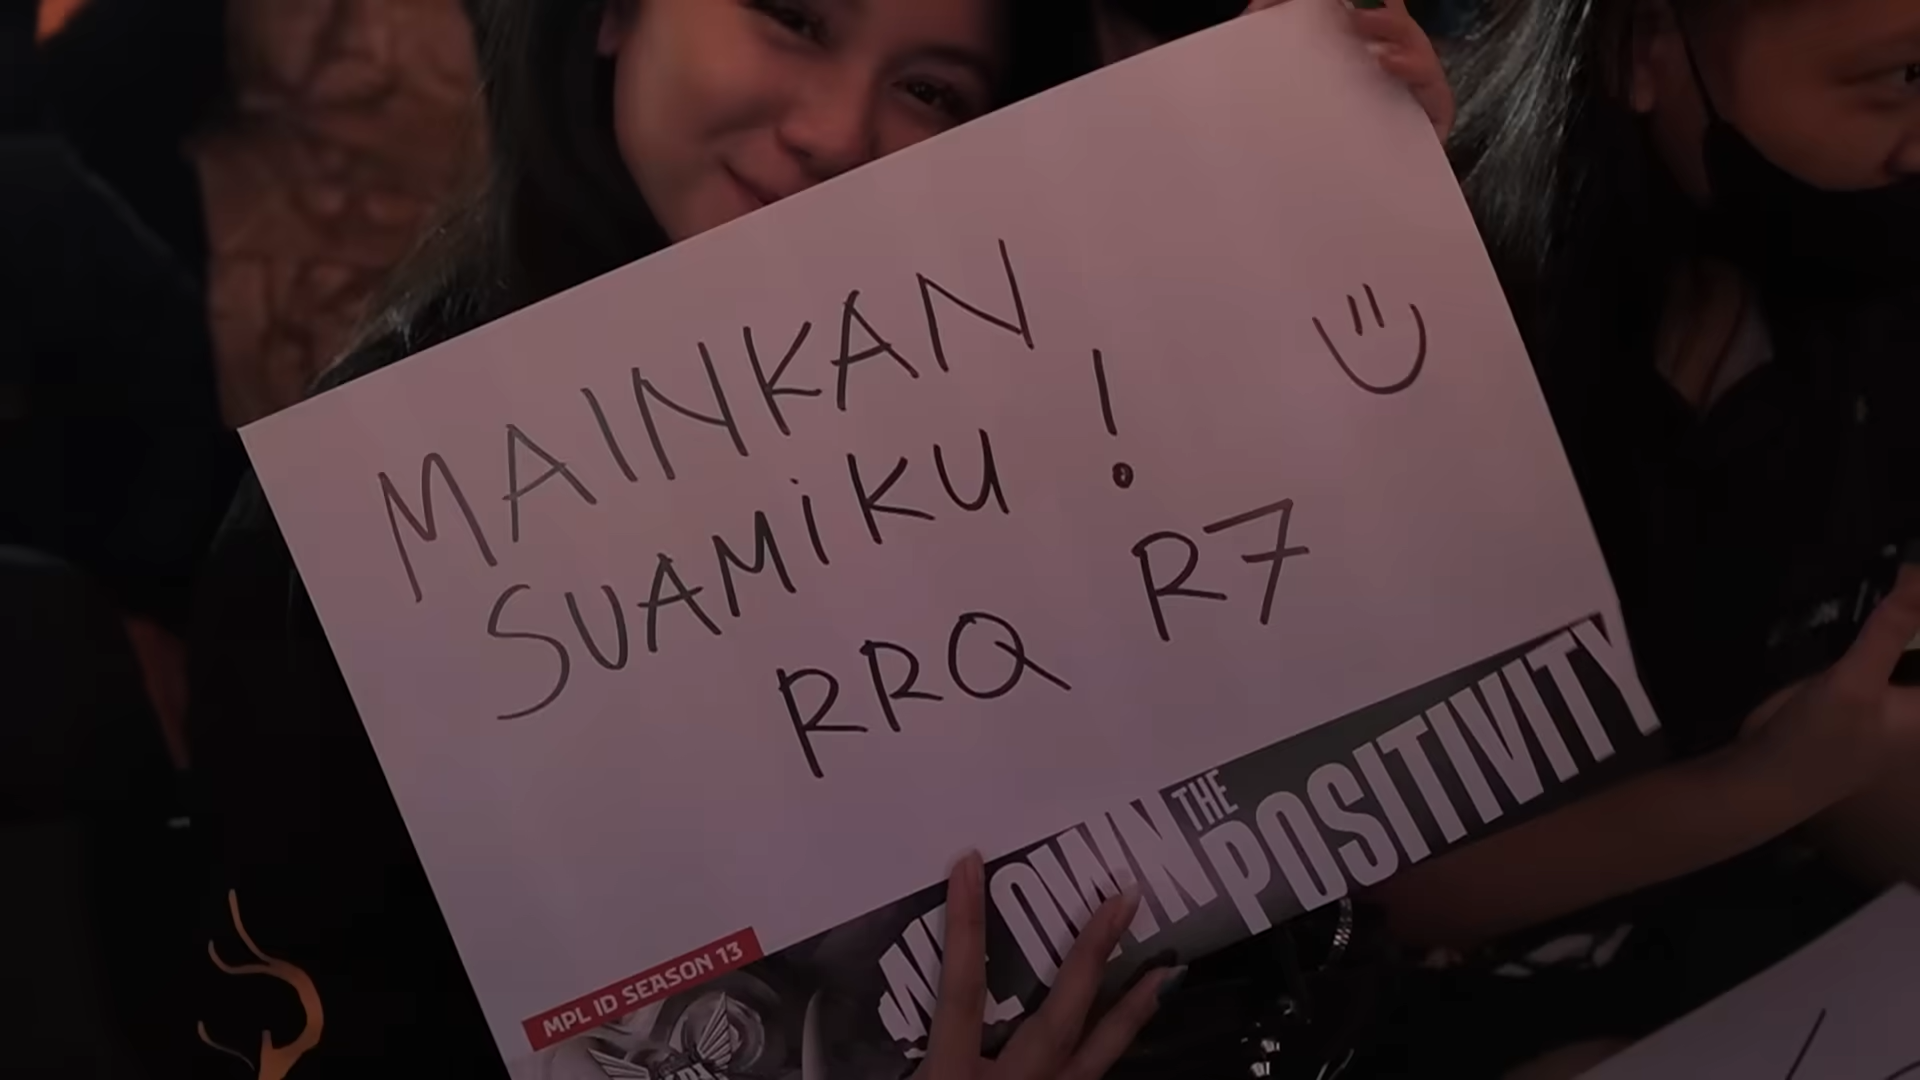 MAINKAN
SUAMiKU !
RRQ R7
MPL ID SEASON 13
WE OWN THE POSITIVITY